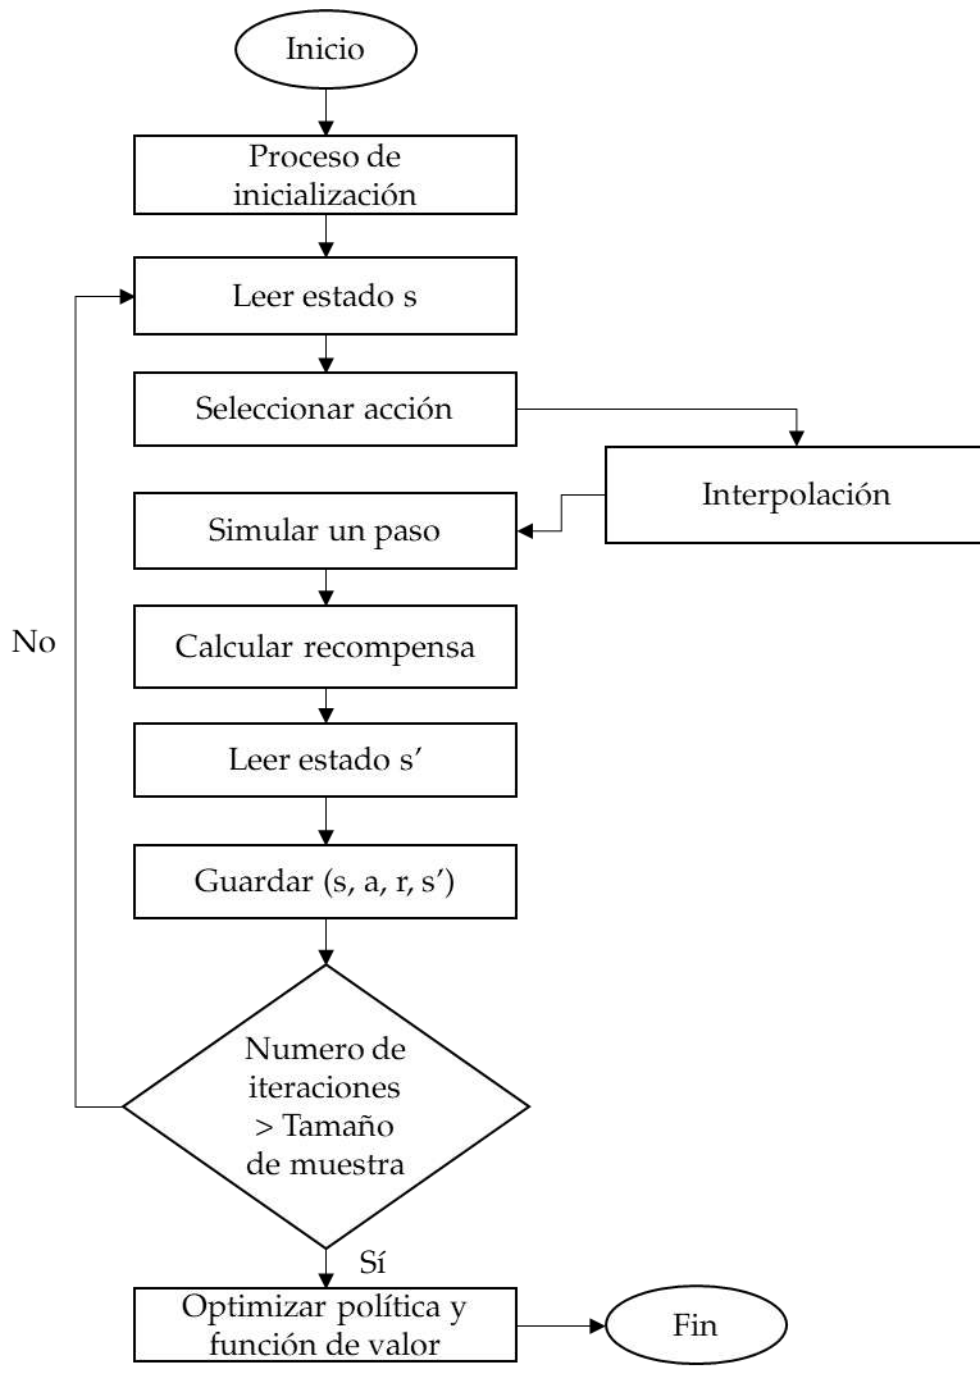 Inicio
Proceso de
inicialización
Leer estado s
Seleccionar acción
Interpolación
Simular un paso
Calcular recompensa
No
Leer estado s′
Guardar (s, a, r, s′)
Numero de
iteraciones
> Tamaño
de muestra
Sí
Optimizar política y
función de valor
Fin